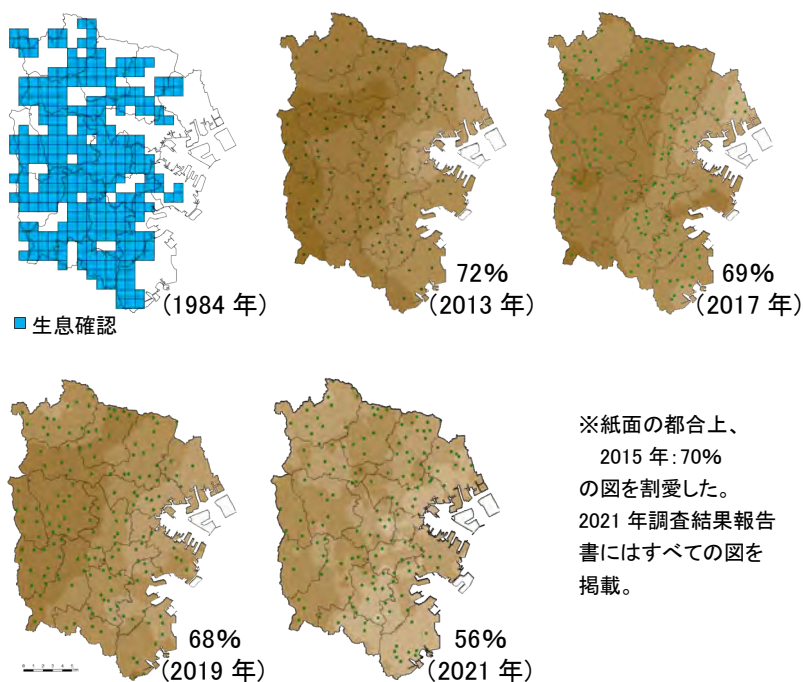 (1984 年)
■ 生息確認
72%
(2013 年)
69%
(2017 年)
68%
(2019 年)
56%
(2021 年)
※紙面の都合上、
2015 年:70%
の図を割愛した。
2021 年調査結果報告
書にはすべての図を
掲載。